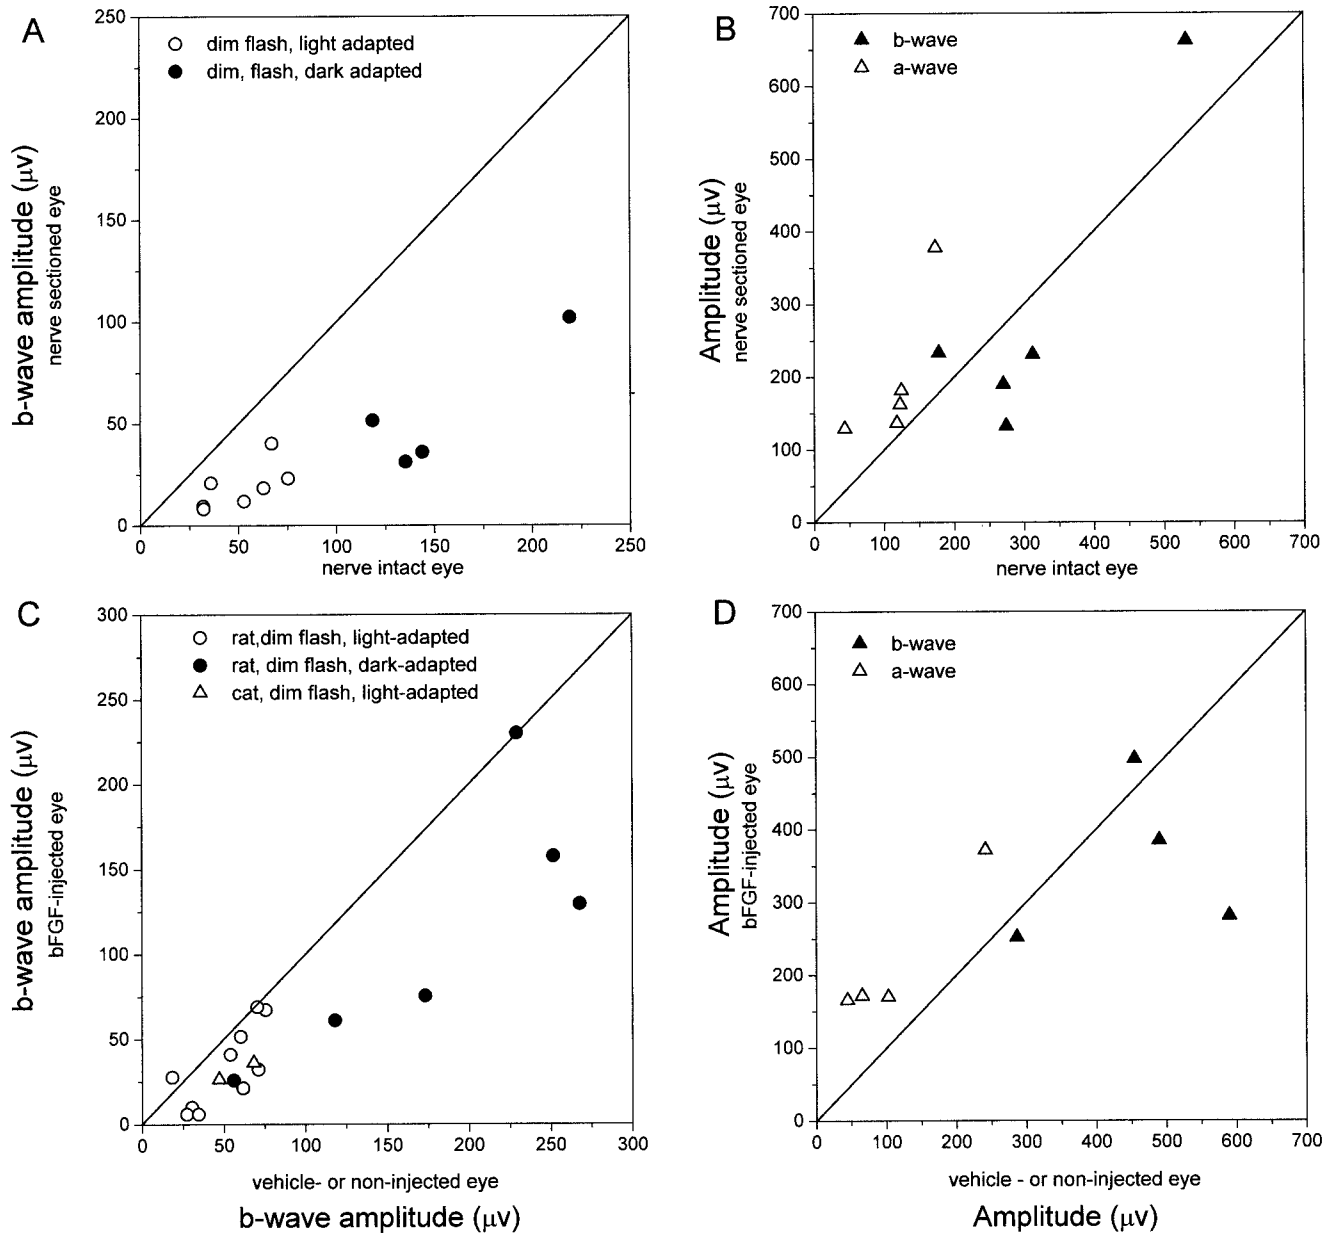 A
dim flash, light adapted
dim, flash, dark adapted
250
200
150
100
50
0
b-wave amplitude (μv)
nerve sectioned eye
0 50 100 150 200 250
nerve intact eye
B
b-wave
a-wave
700
600
500
400
300
200
100
0
Amplitude (μv)
nerve sectioned eye
0 100 200 300 400 500 600 700
nerve intact eye
C
rat,dim flash, light-adapted
rat, dim flash, dark-adapted
cat, dim flash, light-adapted
300
250
200
150
100
50
0
b-wave amplitude (μv)
bFGF-injected eye
0 50 100 150 200 250 300
vehicle- or non-injected eye
b-wave amplitude (μv)
D
b-wave
a-wave
700
600
500
400
300
200
100
0
Amplitude (μv)
bFGF-injected eye
0 100 200 300 400 500 600 700
vehicle - or non-injected eye
Amplitude (μv)